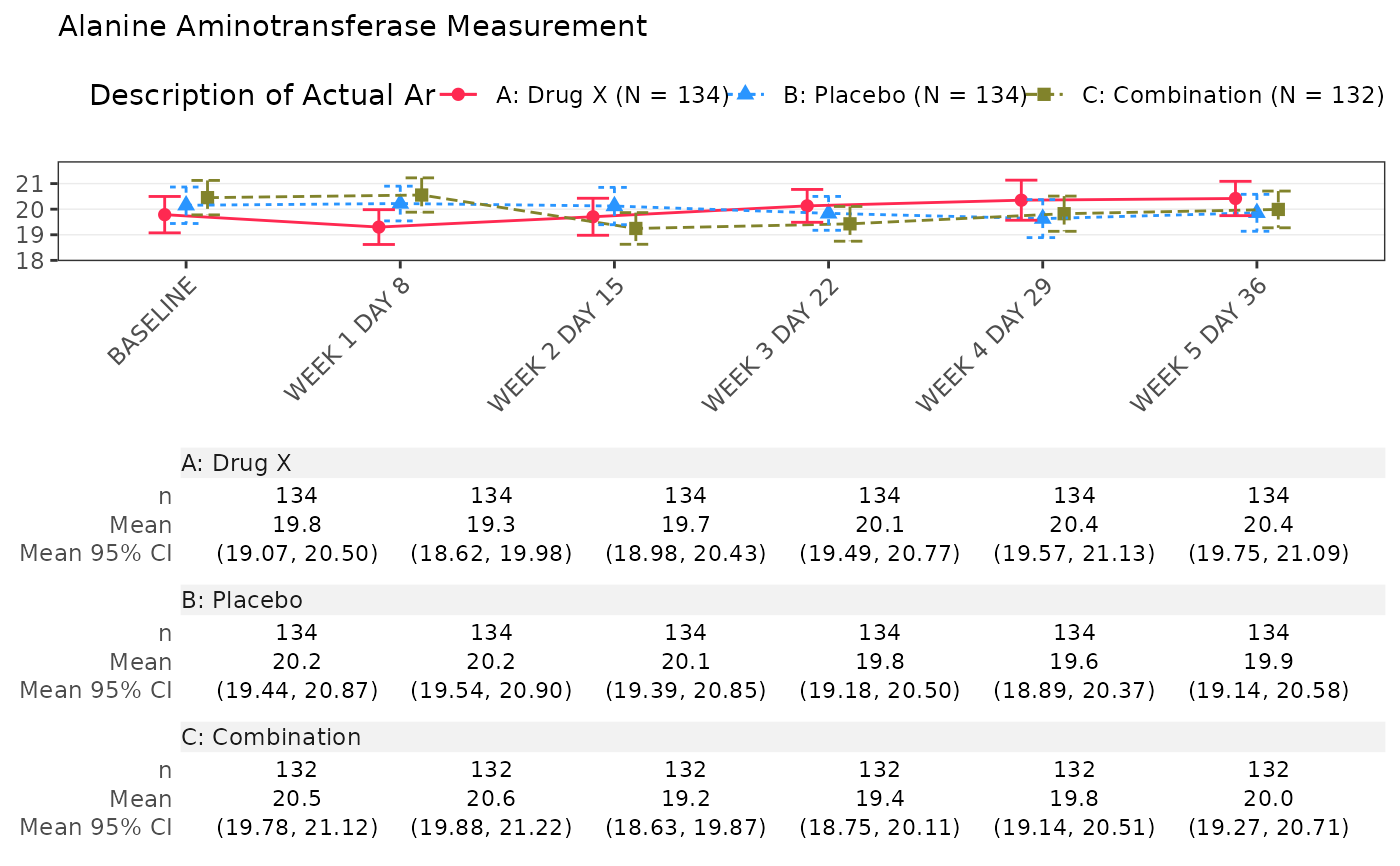 Alanine Aminotransferase Measurement
Description of Actual Ar A: Drug X (N = 134) B: Placebo (N = 134) C: Combination (N = 132)
21
20
19
18
BASELINE WEEK 1 DAY 8 WEEK 2 DAY 15 WEEK 3 DAY 22 WEEK 4 DAY 29 WEEK 5 DAY 36
A: Drug X
n 134 134 134 134 134 134
Mean 19.8 19.3 19.7 20.1 20.4 20.4
Mean 95% CI (19.07, 20.50) (18.62, 19.98) (18.98, 20.43) (19.49, 20.77) (19.57, 21.13) (19.75, 21.09)
B: Placebo
n 134 134 134 134 134 134
Mean 20.2 20.2 20.1 19.8 19.6 19.9
Mean 95% CI (19.44, 20.87) (19.54, 20.90) (19.39, 20.85) (19.18, 20.50) (18.89, 20.37) (19.14, 20.58)
C: Combination
n 132 132 132 132 132 132
Mean 20.5 20.6 19.2 19.4 19.8 20.0
Mean 95% CI (19.78, 21.12) (19.88, 21.22) (18.63, 19.87) (18.75, 20.11) (19.14, 20.51) (19.27, 20.71)